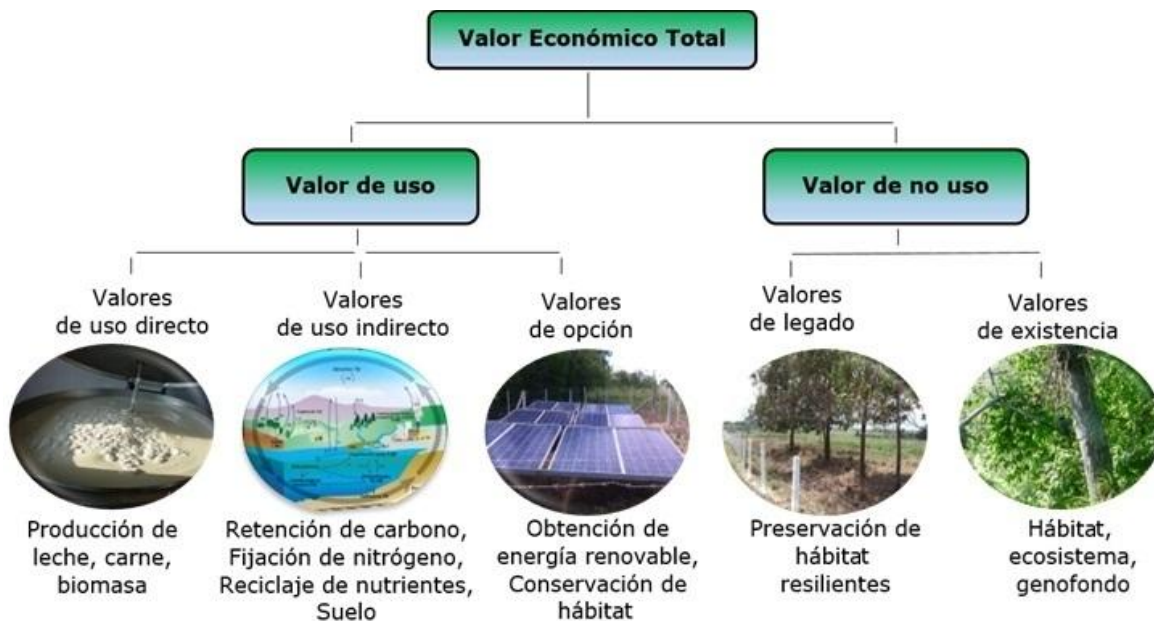 Valor Económico Total
Valor de uso
Valor de no uso
Valores
de uso directo
Valores
de uso indirecto
Valores
de opción
Valores
de legado
Valores
de existencia
Producción de
leche, carne,
biomasa
Retención de carbono,
Fijación de nitrógeno,
Reciclaje de nutrientes,
Suelo
Obtención de
energía renovable,
Conservación de
hábitat
Preservación de
hábitat
resilientes
Hábitat,
ecosistema,
genofondo